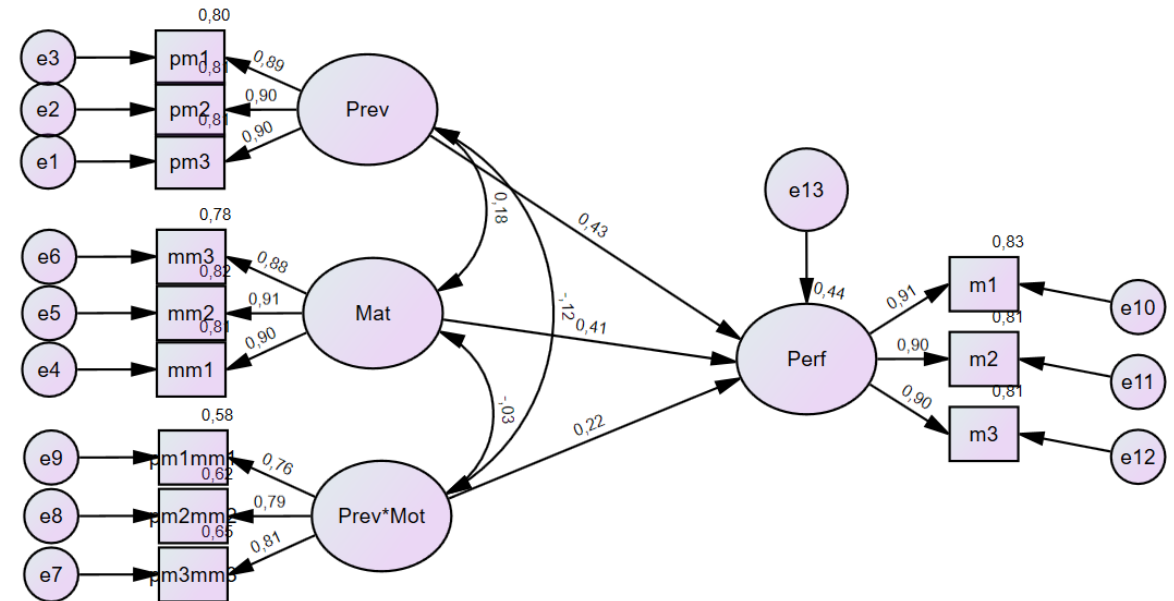 0,80
e3
pm1
0,89
0,81
e2
pm2
0,90
Prev
0,81
e1
pm3
0,90
0,18
0,43
e13
0,78
e6
mm3
0,88
0,82
e5
mm2
0,91
Mat
0,81
e4
mm1
0,90
-,12
0,41
0,44
Perf
0,83
m1
0,91
e10
0,81
m2
0,90
e11
0,81
m3
0,90
e12
-,03
0,22
0,58
e9
pm1mm1
0,76
0,62
e8
pm2mm2
0,79
Prev*Mot
0,65
e7
pm3mm3
0,81